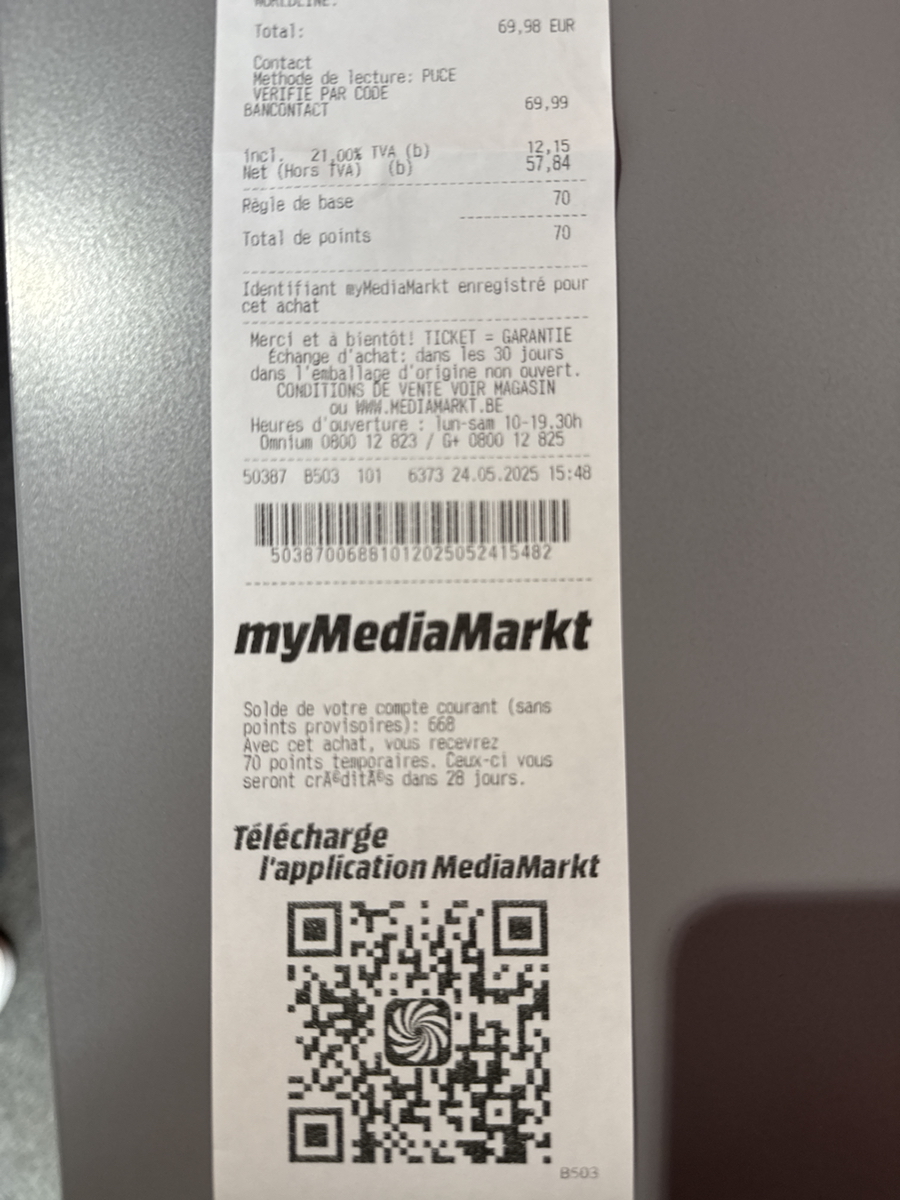 WORLDLINE.
Total: 69,98 EUR
Contact
Methode de lecture: PUCE
VERIFIE PAR CODE
BANCONTACT 69,99
incl. 21,00% TVA (b) 12,15
Net (Hors TVA) (b) 57,84
Règle de base 70
Total de points 70
Identifiant myMediaMarkt enregistré pour
cet achat
Merci et à bientôt! TICKET = GARANTIE
Échange d'achat: dans les 30 jours
dans l'emballage d'origine non ouvert.
CONDITIONS DE VENTE VOIR MAGASIN
ou WWW.MEDIAMARKT.BE
Heures d'ouverture : lun-sam 10-19.30h
Omnium 0800 12 823 / G+ 0800 12 825
50387 B503 101 6373 24.05.2025 15:48
5038700688101202505241548​2
myMediaMarkt
Solde de votre compte courant (sans
points provisoires): 668
Avec cet achat, vous recevrez
70 points temporaires. Ceux-ci vous
seront crÃ©ditÃ©s dans 28 jours.
Télécharge
l'application MediaMarkt
B503